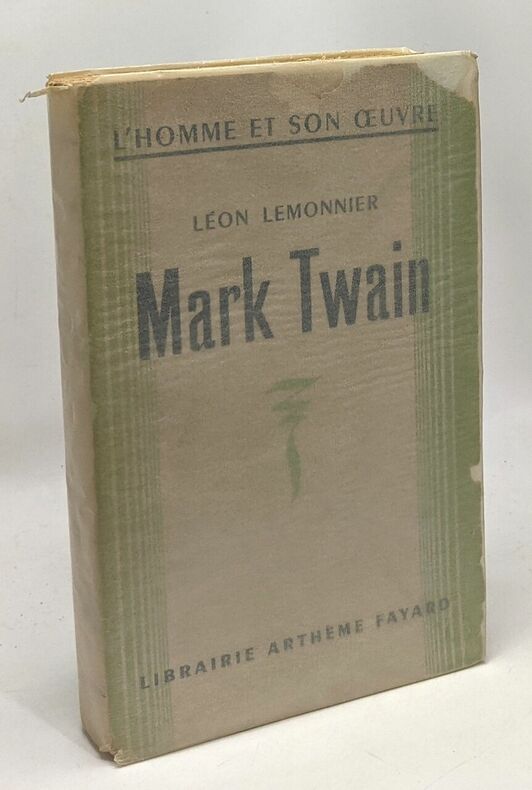 L'HOMME ET SON ŒUVRE
LÉON LEMONNIER
Mark Twain
LIBRAIRIE ARTHÈME FAYARD